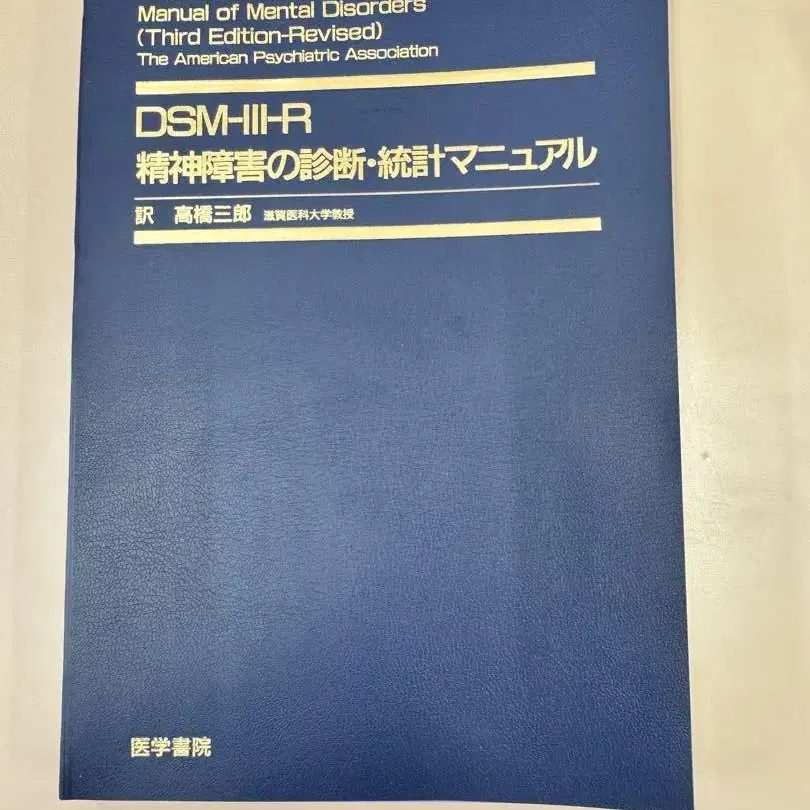 Manual of Mental Disorders
(Third Edition-Revised)
The American Psychiatric Association
DSM-III-R
精神障害の診断・統計マニュアル
訳 高橋三郎 滋賀医科大学教授
医学書院